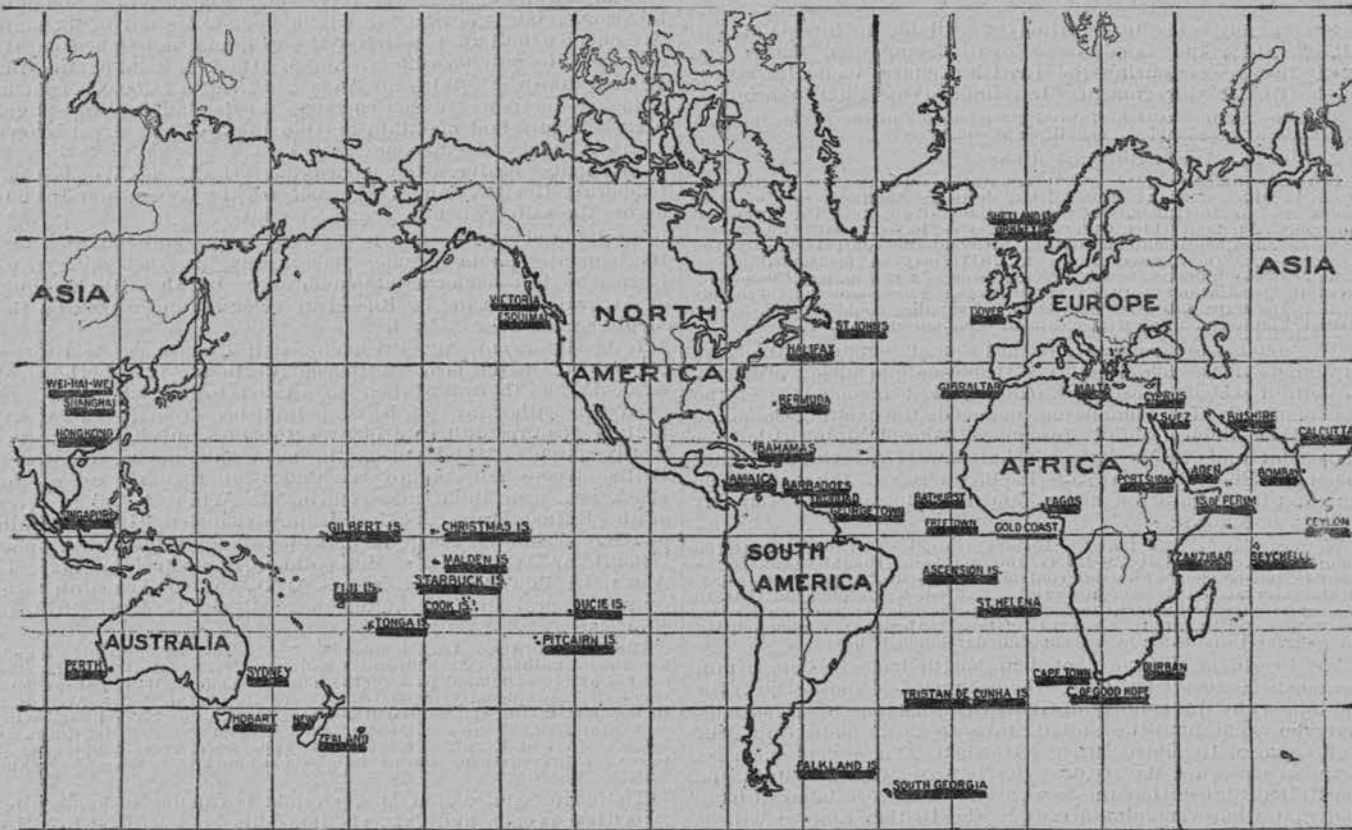 SHETLAND IS.
ASIA
NORTH
AMERICA
EUROPE
ASIA
VICTORIA
ESQUIMALT
DOVER
ST. JOHNS
HALIFAX
WEI-HAI-WEI
SHANGHAI
HONGKONG
GIBRALTAR
MALTA
CYPRUS
SUEZ
BUSHIRE
CALCUTTA
BERMUDA
BAHAMAS
AFRICA
JAMAICA
BARBADOES
TRINIDAD
GEORGETOWN
BATHURST
FREETOWN
GOLD COAST
LAGOS
PORT SUDAN
ADEN
IS. OF PERIM
BOMBAY
CEYLON
SINGAPORE
GILBERT IS.
CHRISTMAS IS.
MALDEN IS.
STARBUCK IS.
FIJI IS.
COOK IS.
TONGA IS.
DUCIE IS.
PITCAIRN IS.
SOUTH
AMERICA
ASCENSION IS.
ST. HELENA
ZANZIBAR
SEYCHELLE
AUSTRALIA
PERTH
SYDNEY
HOBART
NEW
ZEALAND
TRISTAN DE CUNHA IS.
CAPE TOWN
C. OF GOOD HOPE
DURBAN
FALKLAND IS.
SOUTH GEORGIA